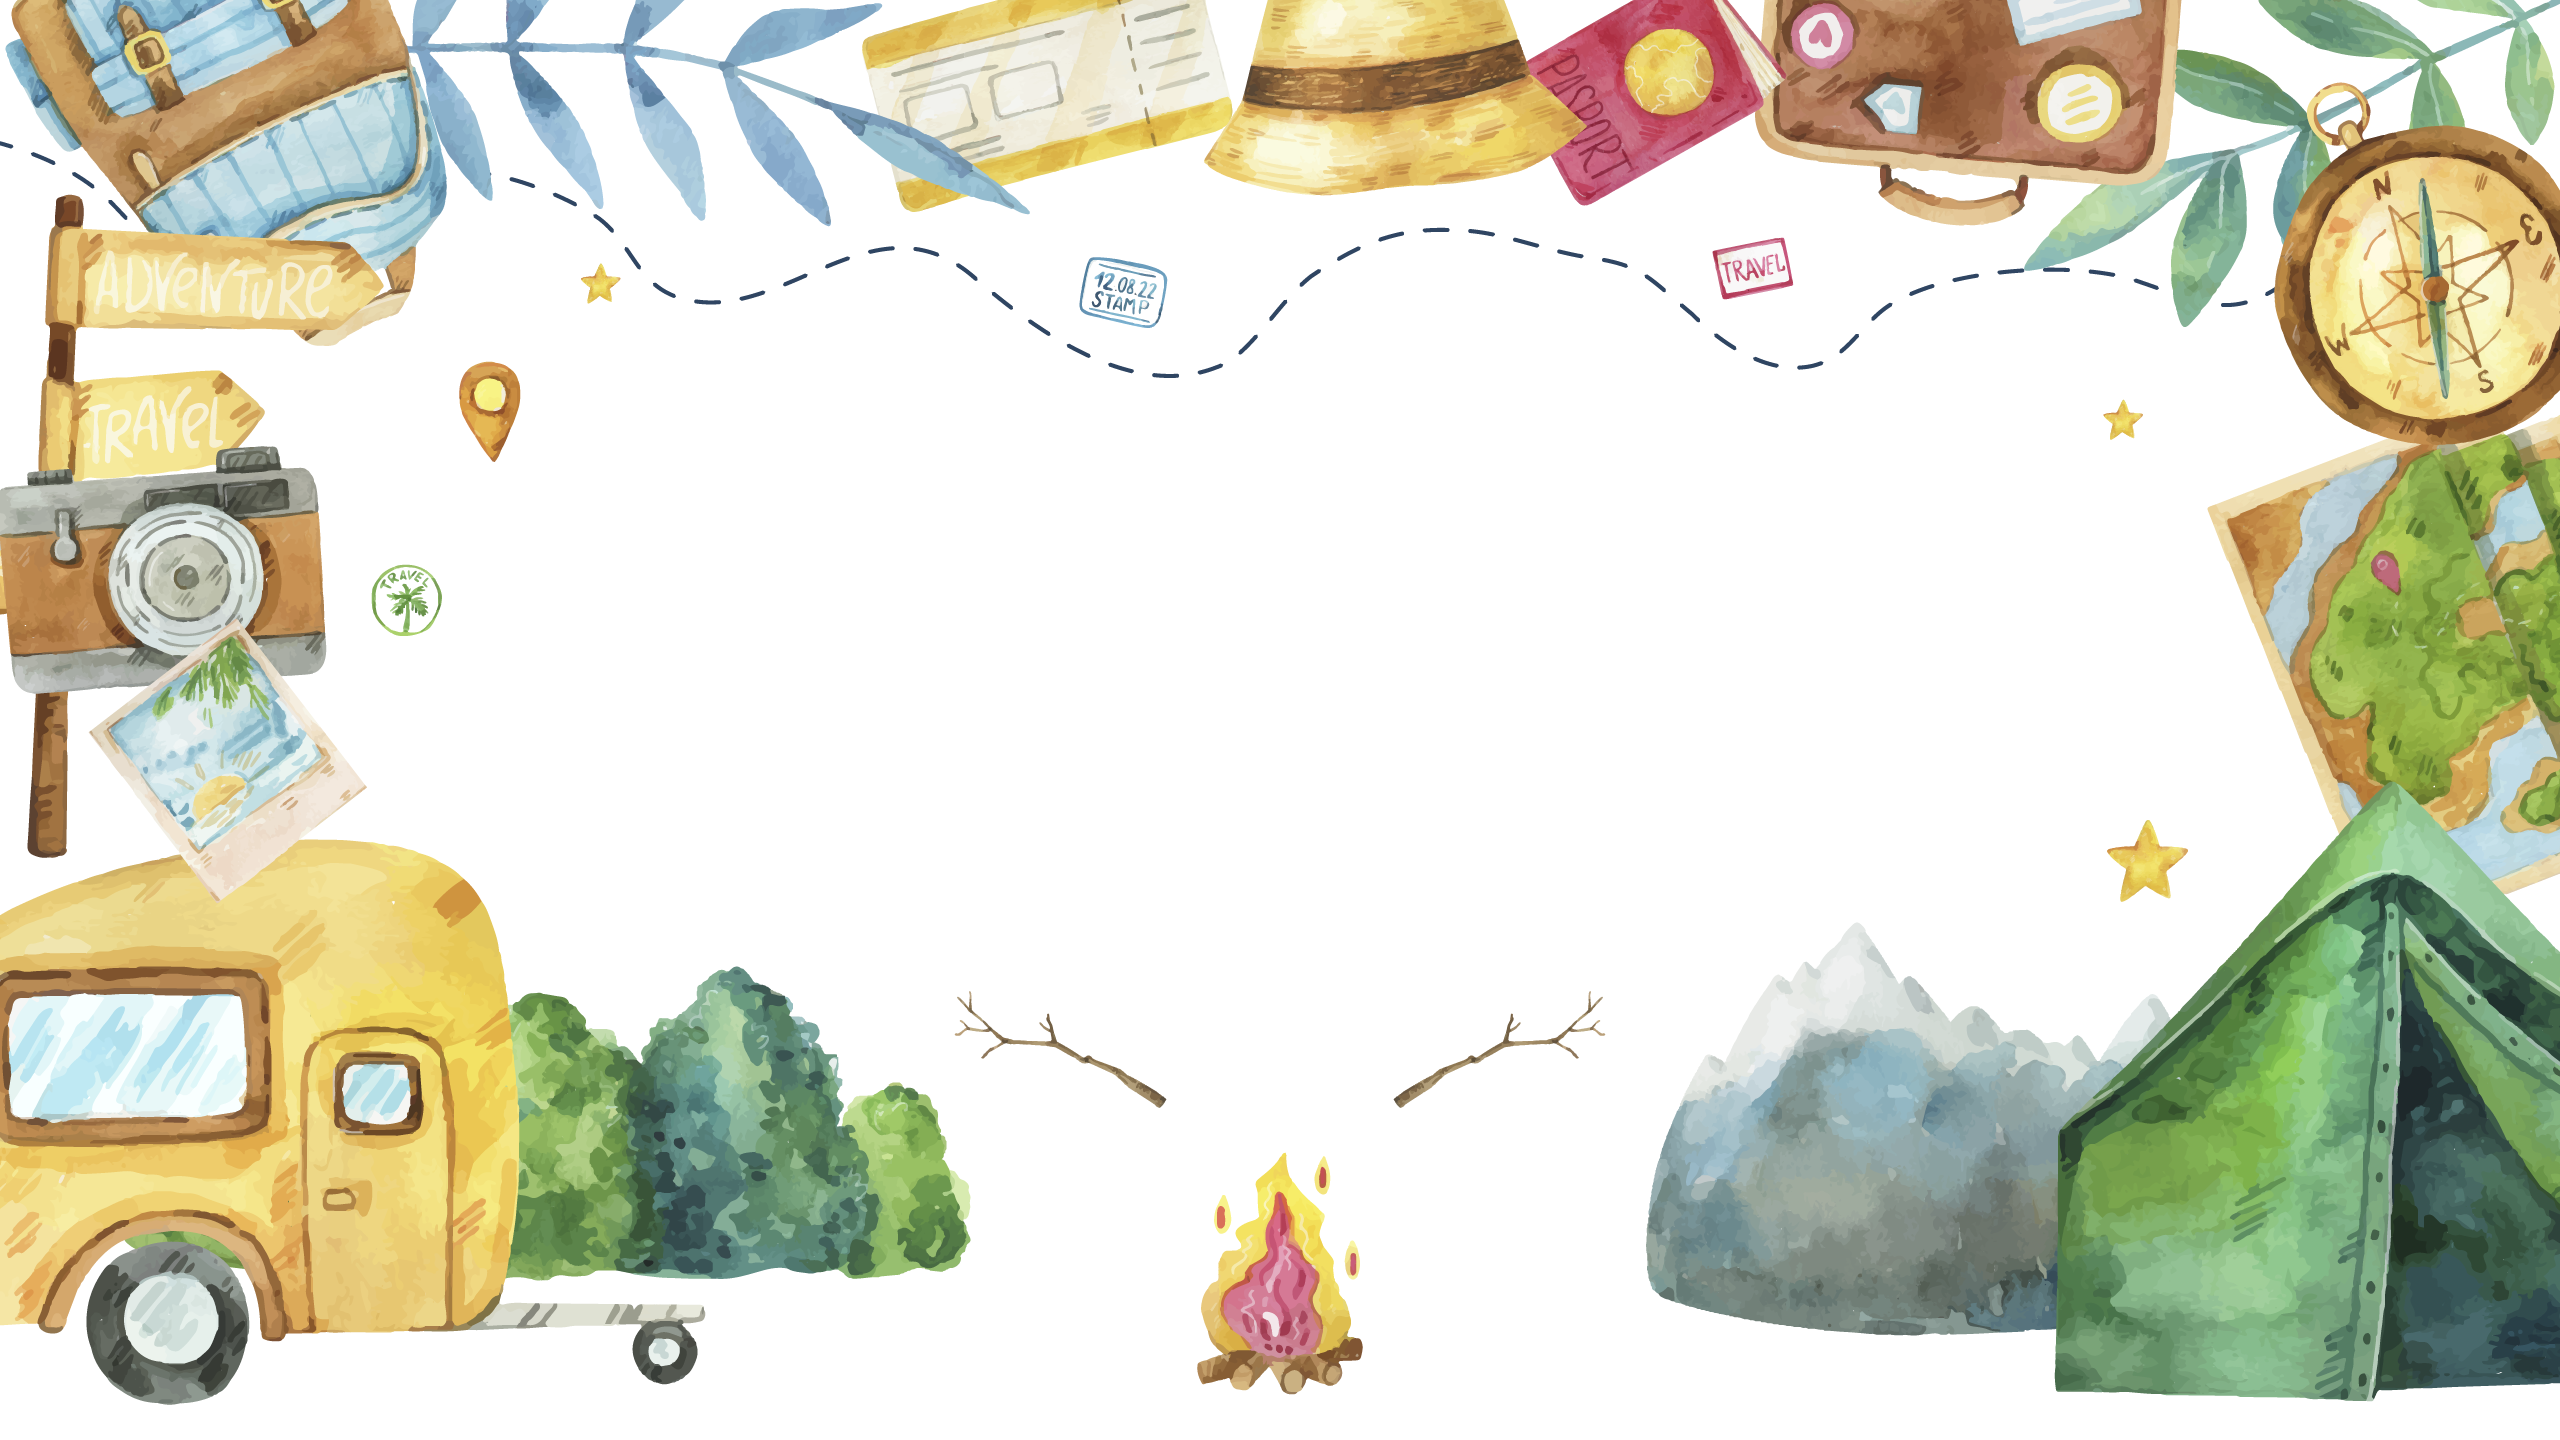 PASPORT
N
E
W
S
ADVENTURE
12.08.22
STAMP
TRAVEL
TRAVEL
TRAVEL